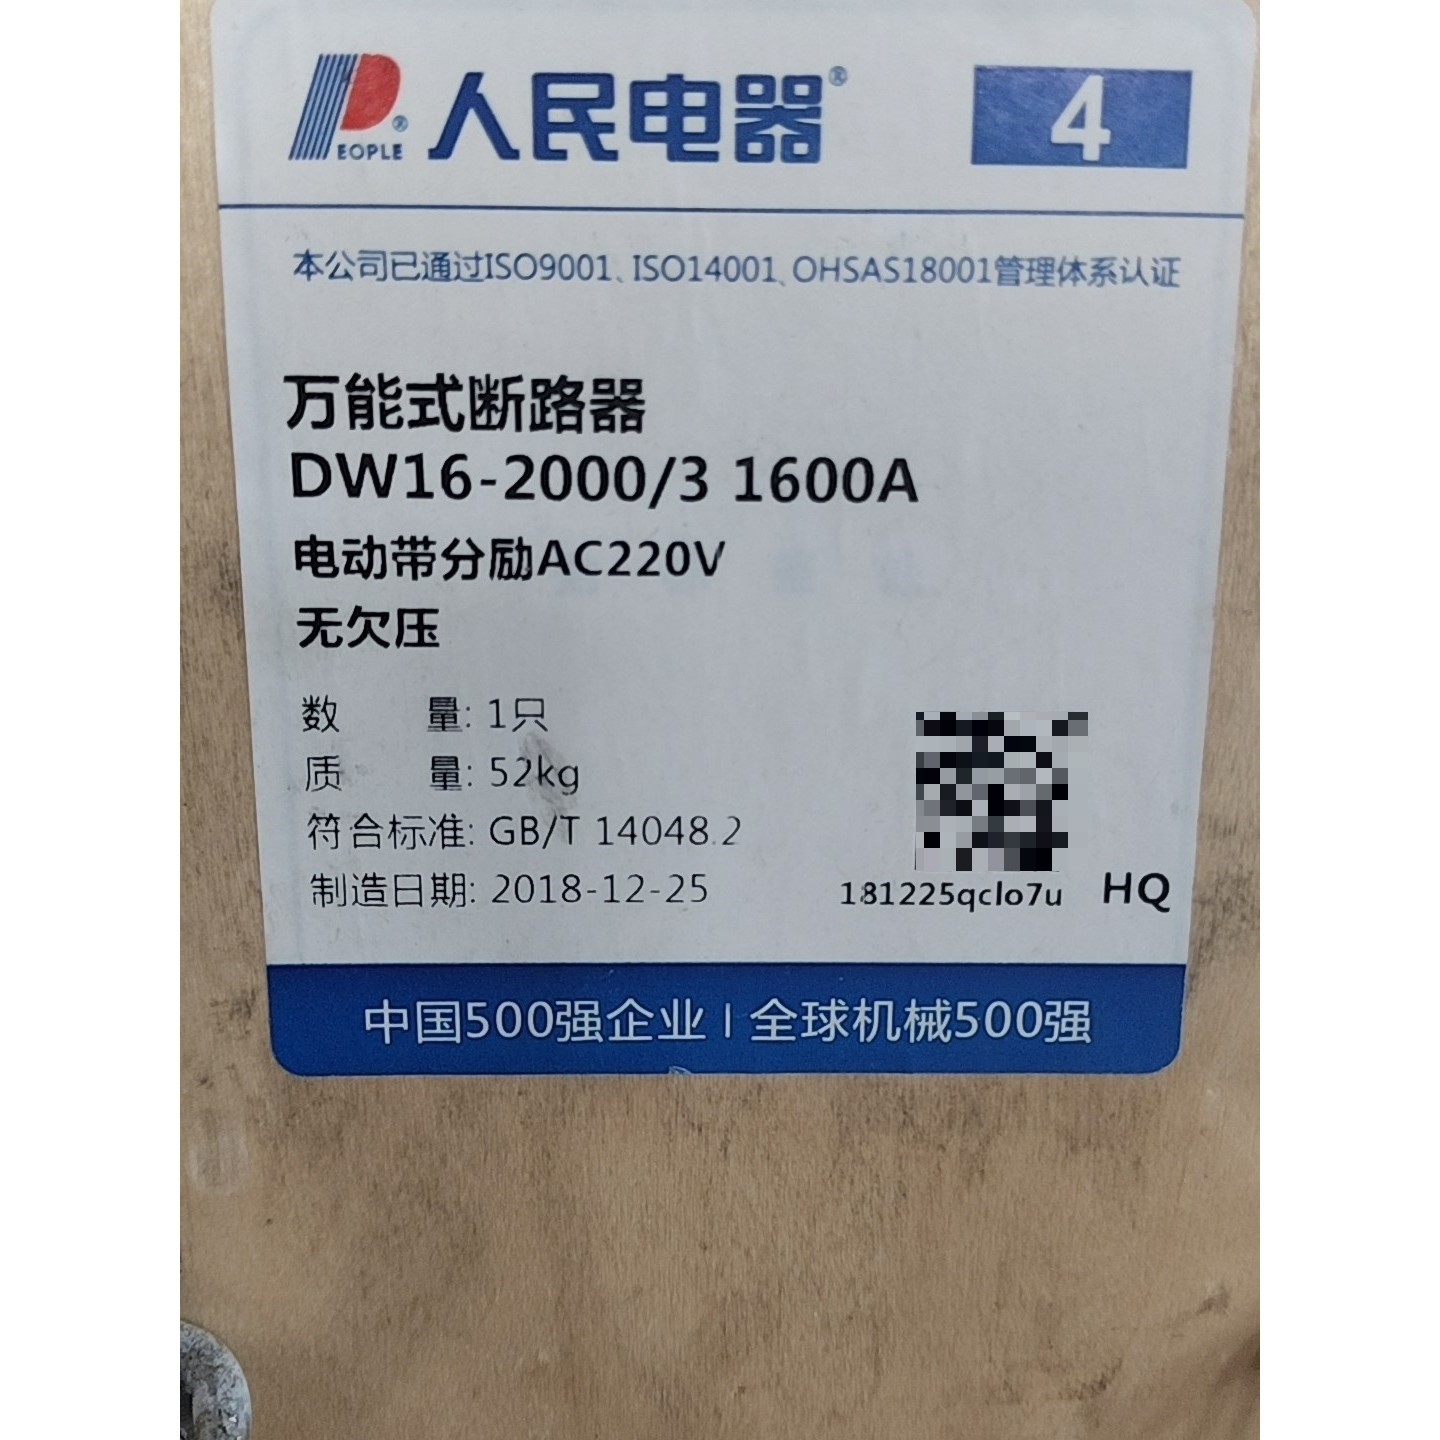 PEOPLE® 人民电器® 4
本公司已通过ISO9001、ISO14001、OHSAS18001管理体系认证
万能式断路器
DW16-2000/3 1600A
电动带分励AC220V
无欠压
数量: 1只
质量: 52kg
符合标准: GB/T 14048.2
制造日期: 2018-12-25
181225qclo7u HQ
中国500强企业 | 全球机械500强